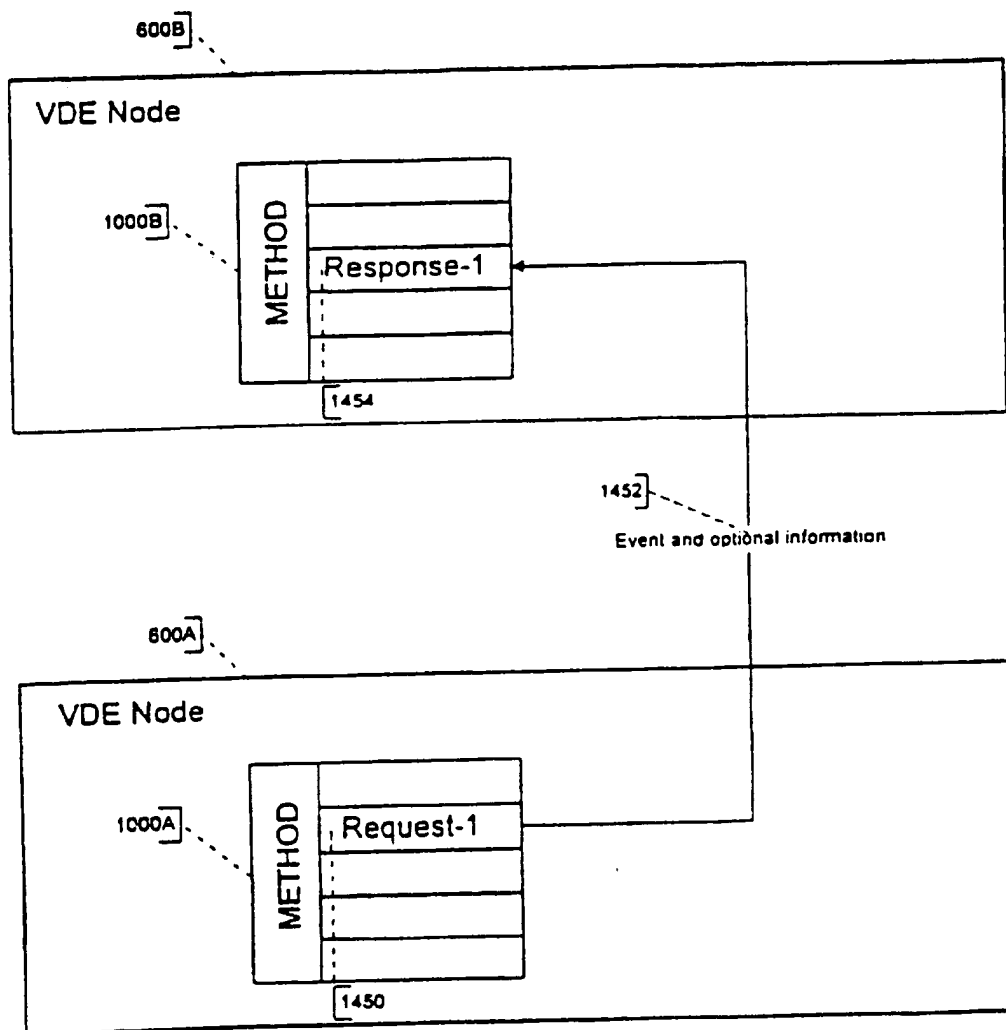 600B
VDE Node
1000B
METHOD
Response-1
1454
1452
Event and optional information
600A
VDE Node
1000A
METHOD
Request-1
1450